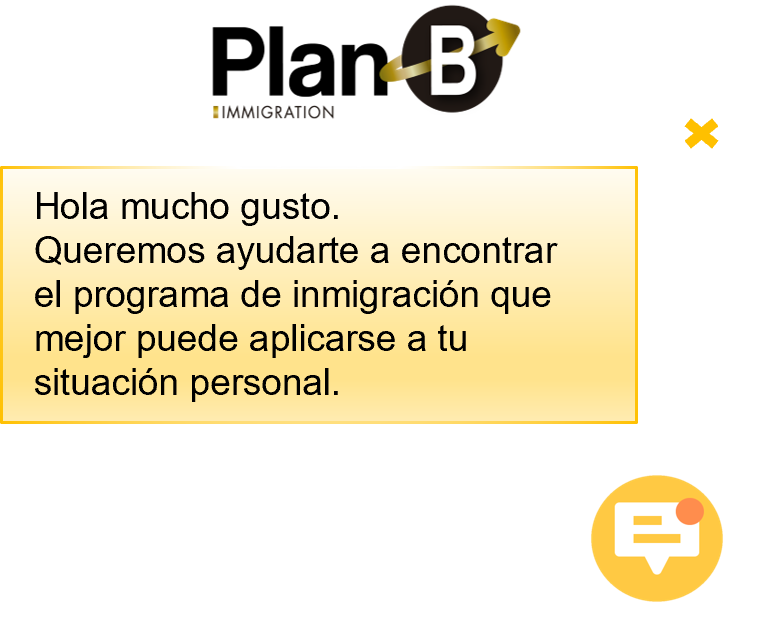 Plan B
IMMIGRATION
Hola mucho gusto.
Queremos ayudarte a encontrar
el programa de inmigración que
mejor puede aplicarse a tu
situación personal.